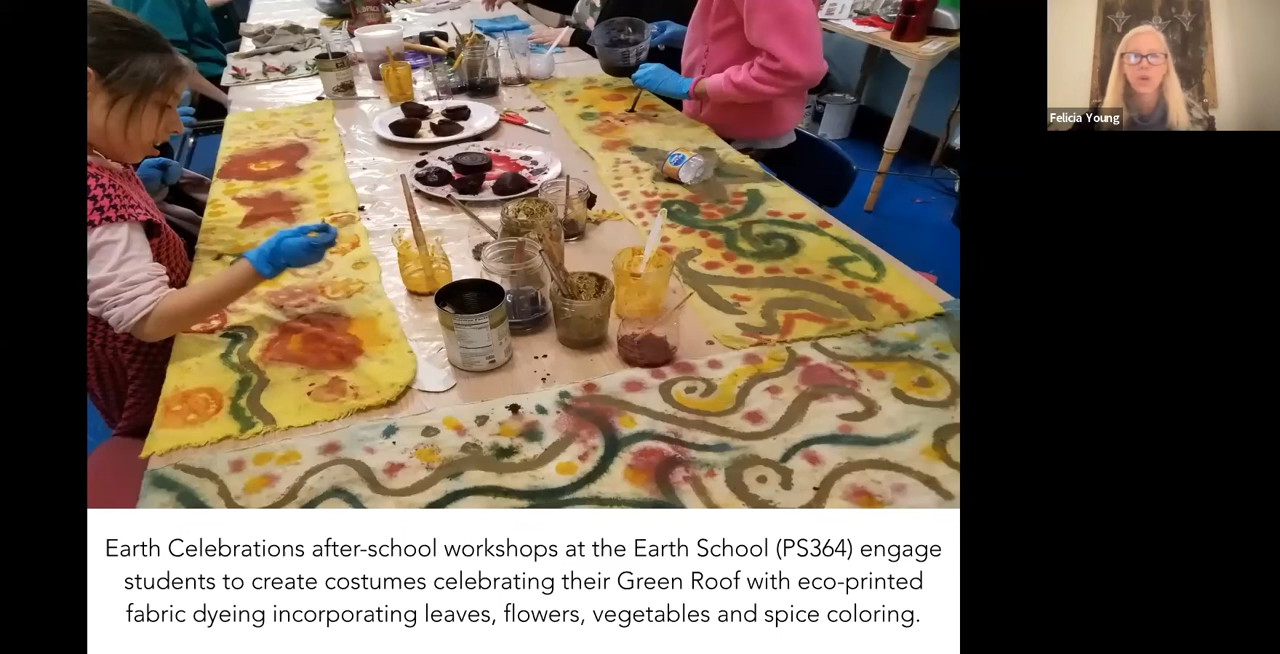 Felicia Young
Earth Celebrations after-school workshops at the Earth School (PS364) engage
students to create costumes celebrating their Green Roof with eco-printed
fabric dyeing incorporating leaves, flowers, vegetables and spice coloring.